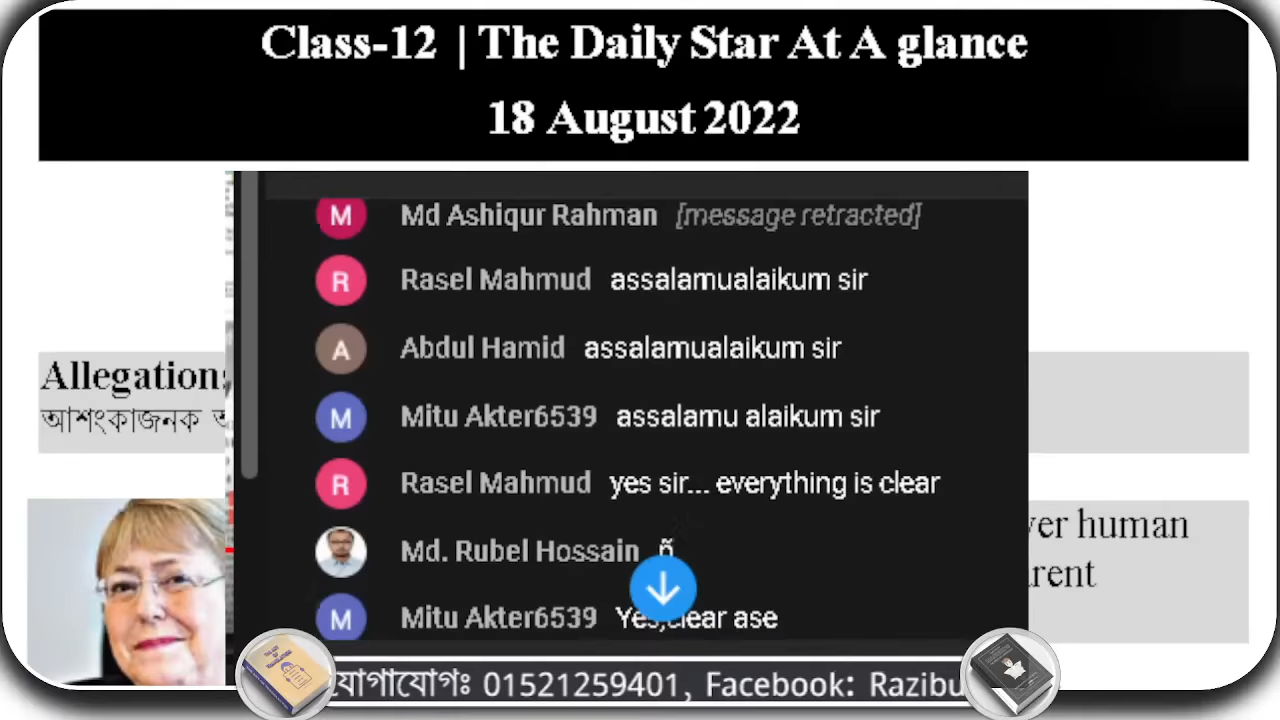 Class-12 | The Daily Star At A glance
18 August 2022
Md Ashiqur Rahman [message retracted]
Rasel Mahmud assalamualaikum sir
Abdul Hamid assalamualaikum sir
Allegation
আশংকাজনক
Mitu Akter6539 assalamu alaikum sir
Rasel Mahmud yes sir... everything is clear
ver human
Md. Rubel Hossain ñ
rent
Mitu Akter6539 Yes,clear ase
যোগাযোগঃ 01521259401, Facebook: Razibu